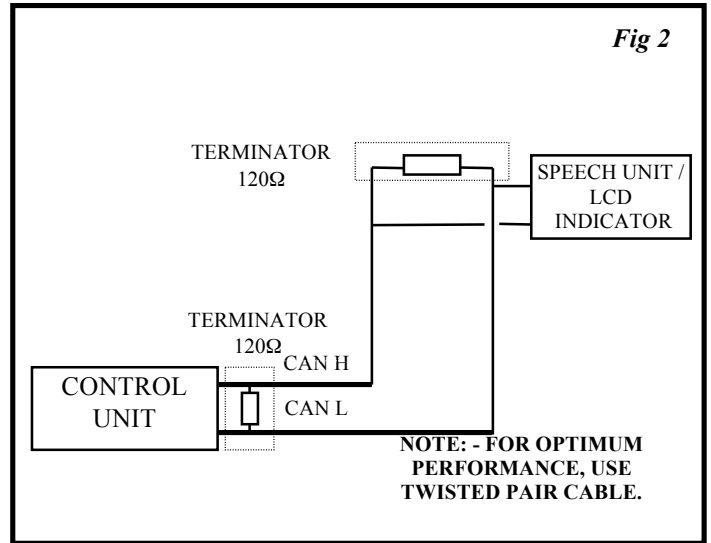 Fig 2
TERMINATOR
120Ω
SPEECH UNIT /
LCD
INDICATOR
TERMINATOR
120Ω
CAN H
CONTROL
UNIT
CAN L
NOTE: - FOR OPTIMUM
PERFORMANCE, USE
TWISTED PAIR CABLE.